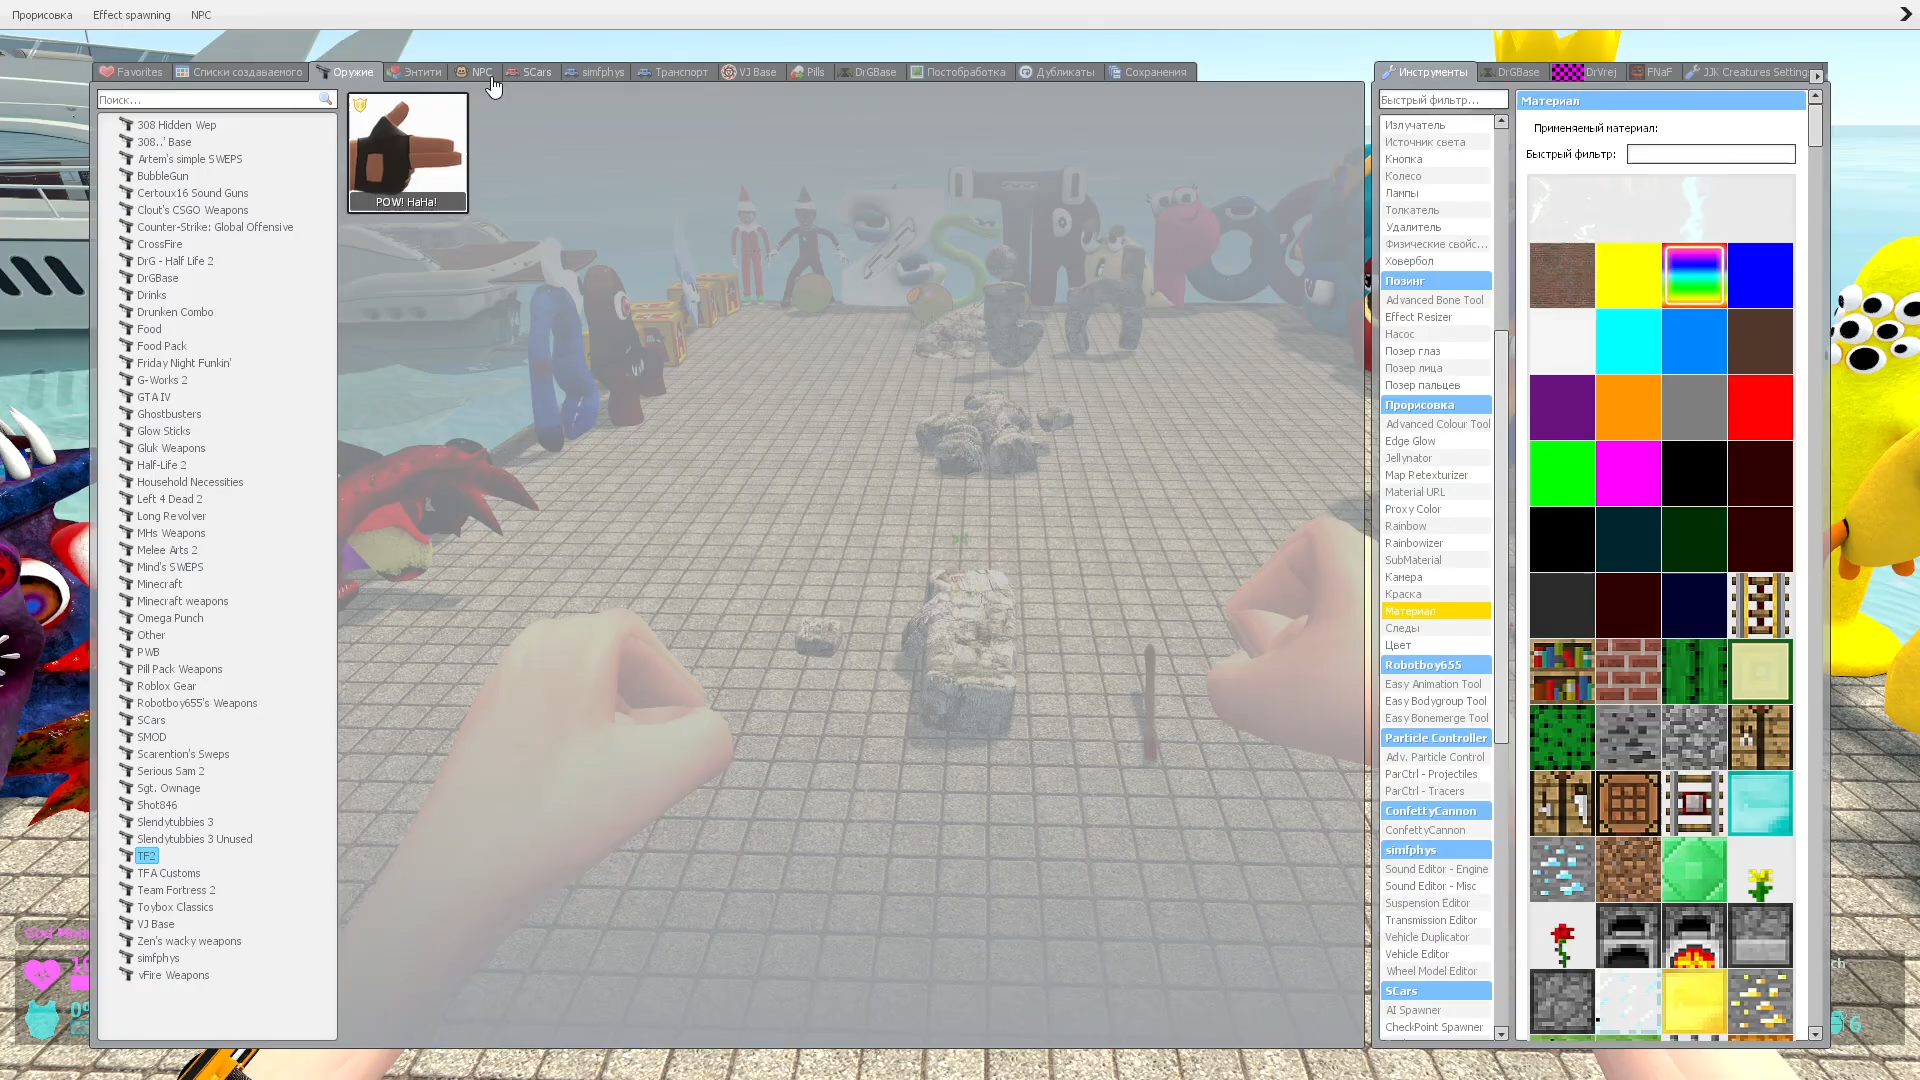 Прорисовка Effect spawning NPC
Favorites Списки создаваемого Оружие Энтити NPC SCars simfphys Транспорт VJ Base Pills DrGBase Постобработка Дубликаты Сохранения
Поиск...
308 Hidden Wep
308..' Base
Artem's simple SWEPS
BubbleGun
Certoux16 Sound Guns
Clout's CSGO Weapons
Counter-Strike: Global Offensive
CrossFire
DrG - Half Life 2
DrGBase
Drinks
Drunken Combo
Food
Food Pack
Friday Night Funkin'
G-Works 2
GTA IV
Ghostbusters
Glow Sticks
Gluk Weapons
Half-Life 2
Household Necessities
Left 4 Dead 2
Long Revolver
MHs Weapons
Melee Arts 2
Mind's SWEPS
Minecraft
Minecraft weapons
Omega Punch
Other
PWB
Pill Pack Weapons
Roblox Gear
Robotboy655's Weapons
SCars
SMOD
Scarention's Sweps
Serious Sam 2
Sgt. Ownage
Shot846
Slendytubbies 3
Slendytubbies 3 Unused
TF2
TFA Customs
Team Fortress 2
Toybox Classics
VJ Base
Zen's wacky weapons
simfphys
vFire Weapons
POW! HaHa!
Инструменты DrGBase DrVrej FNaF JJK Creatures Setting
Быстрый фильтр...
Излучатель
Источник света
Кнопка
Колесо
Лампы
Толкатель
Удалитель
Физические свойс...
Ховербол
Позинг
Advanced Bone Tool
Effect Resizer
Насос
Позер глаз
Позер лица
Позер пальцев
Прорисовка
Advanced Colour Tool
Edge Glow
Jellynator
Map Retexturizer
Material URL
Proxy Color
Rainbow
Rainbowizer
SubMaterial
Камера
Краска
Материал
Следы
Цвет
Robotboy655
Easy Animation Tool
Easy Bodygroup Tool
Easy Bonemerge Tool
Particle Controller
Adv. Particle Control
ParCtrl - Projectiles
ParCtrl - Tracers
ConfettyCannon
ConfettyCannon
simfphys
Sound Editor - Engine
Sound Editor - Misc
Suspension Editor
Transmission Editor
Vehicle Duplicator
Vehicle Editor
Wheel Model Editor
SCars
AI Spawner
CheckPoint Spawner
Материал
Применяемый материал:
Быстрый фильтр:
6